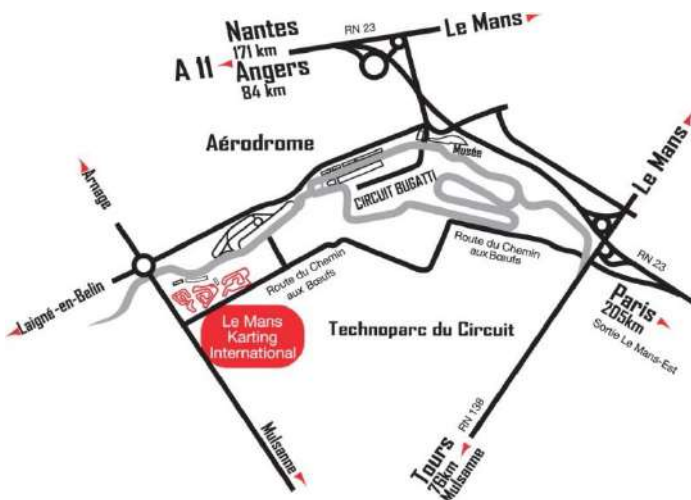 Nantes
171 km
A 11
Angers
84 km
RN 23
Le Mans
Aérodrome
Musée
CIRCUIT BUGATTI
Le Mans
Arnage
Route du Chemin
aux Bœufs
Route du Chemin
aux Bœufs
RN 23
Laigné-en-Belin
Le Mans
Karting
International
Technoparc du Circuit
Paris
205km
Sortie Le Mans-Est
Mulsanne
RN 138
Tours
76km
Mulsanne